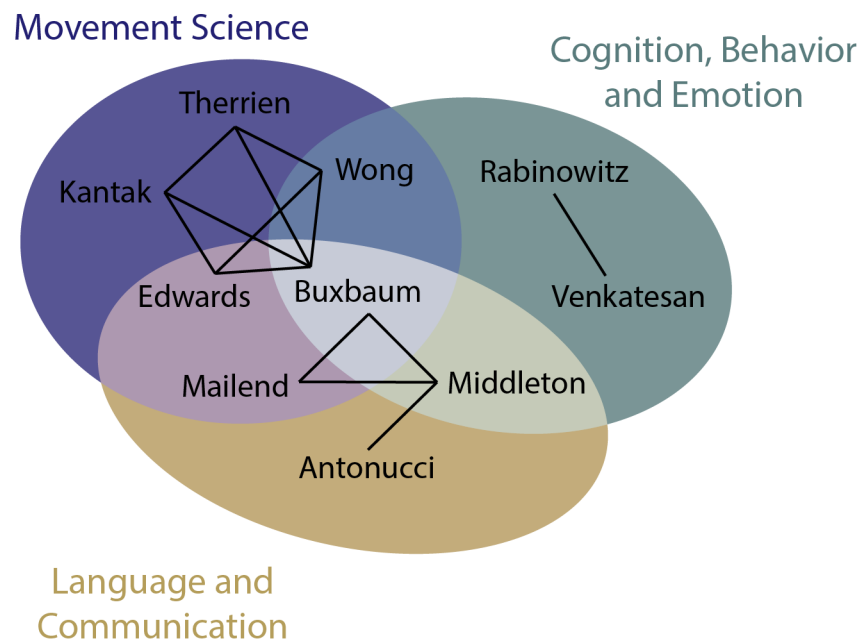 Movement Science
Cognition, Behavior
and Emotion
Therrien
Wong
Rabinowitz
Kantak
Edwards
Buxbaum
Venkatesan
Mailend
Middleton
Antonucci
Language and
Communication